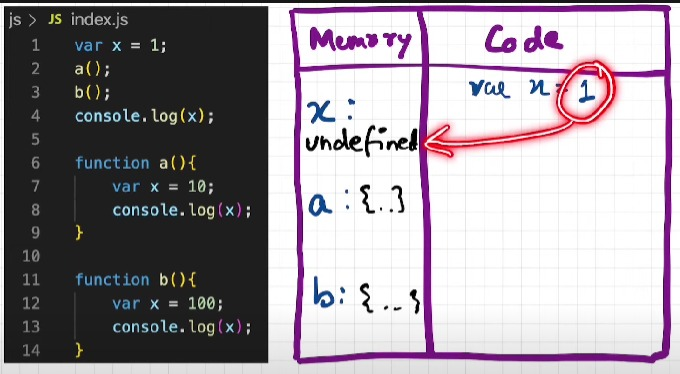 js > JS index.js
1 var x = 1;
2 a();
3 b();
4 console.log(x);
5
6 function a(){
7 var x = 10;
8 console.log(x);
9 }
10
11 function b(){
12 var x = 100;
13 console.log(x);
14 }
Memory
Code
var x = 1
x :
undefined
a : {..}
b : {...}